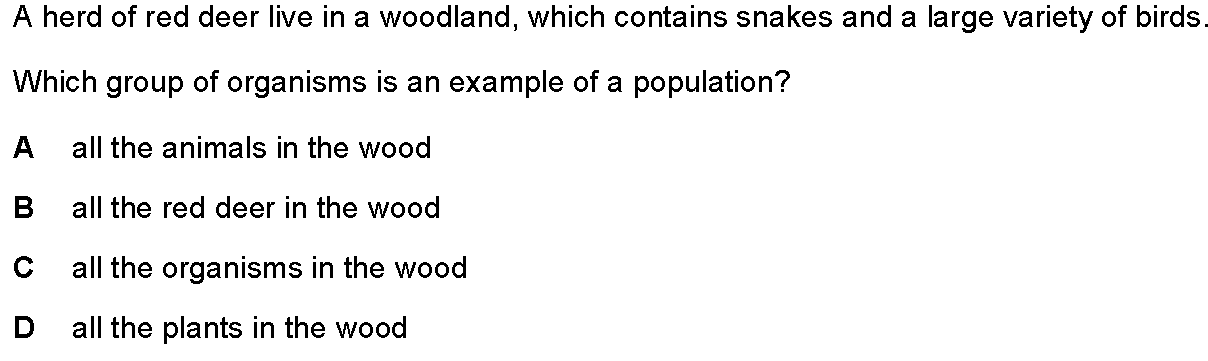 A herd of red deer live in a woodland, which contains snakes and a large variety of birds.
Which group of organisms is an example of a population?
A all the animals in the wood
B all the red deer in the wood
C all the organisms in the wood
D all the plants in the wood